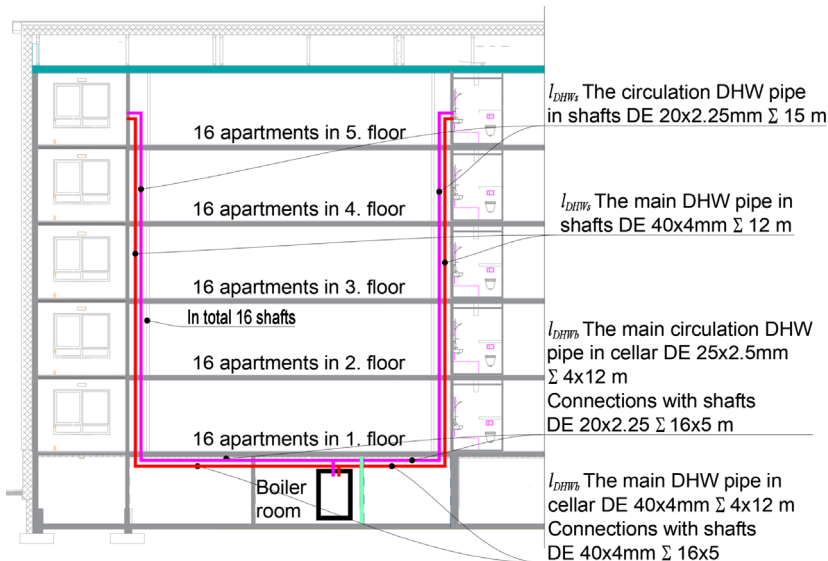 l_DHWs The circulation DHW pipe
in shafts DE 20x2.25mm Σ 15 m
16 apartments in 5. floor
16 apartments in 4. floor
l_DHWs The main DHW pipe in
shafts DE 40x4mm Σ 12 m
16 apartments in 3. floor
In total 16 shafts
16 apartments in 2. floor
l_DHWb The main circulation DHW
pipe in cellar DE 25x2.5mm
Σ 4x12 m
Connections with shafts
DE 20x2.25 Σ 16x5 m
16 apartments in 1. floor
Boiler
room
l_DHWb The main DHW pipe in
cellar DE 40x4mm Σ 4x12 m
Connections with shafts
DE 40x4mm Σ 16x5